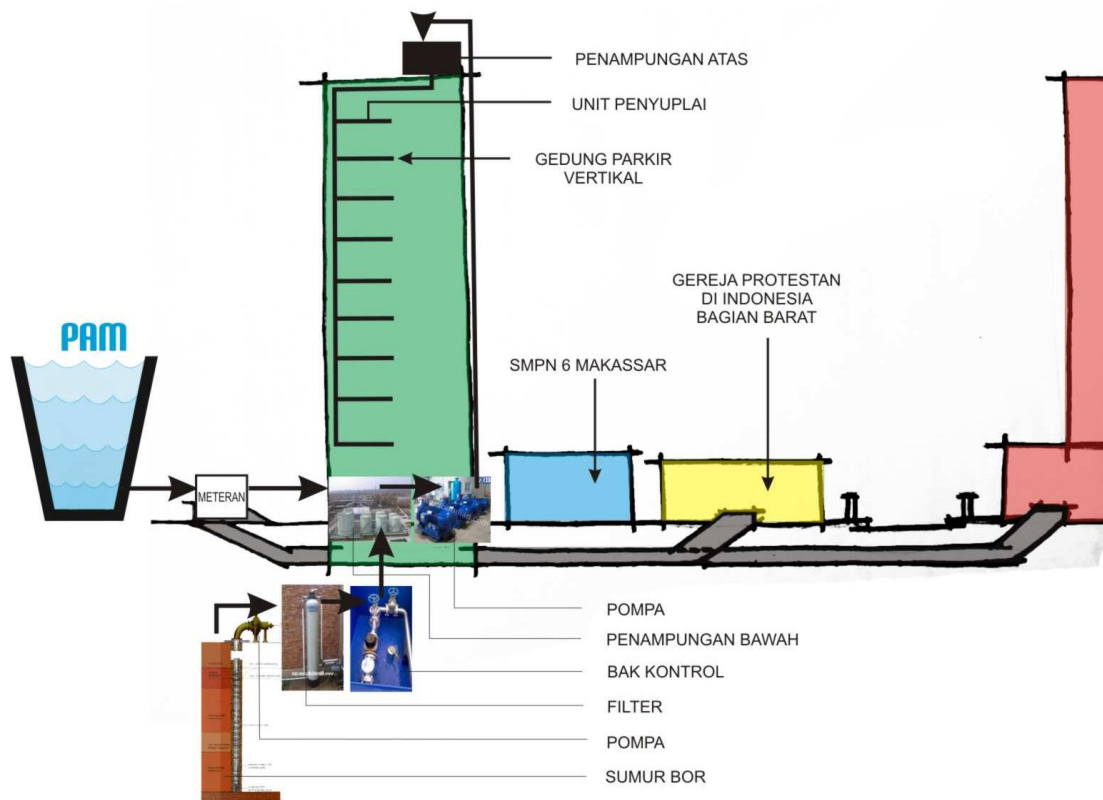 PENAMPUNGAN ATAS
UNIT PENYUPLAI
GEDUNG PARKIR
VERTIKAL
GEREJA PROTESTAN
DI INDONESIA
BAGIAN BARAT
SMPN 6 MAKASSAR
PAM
METERAN
POMPA
PENAMPUNGAN BAWAH
BAK KONTROL
FILTER
POMPA
SUMUR BOR